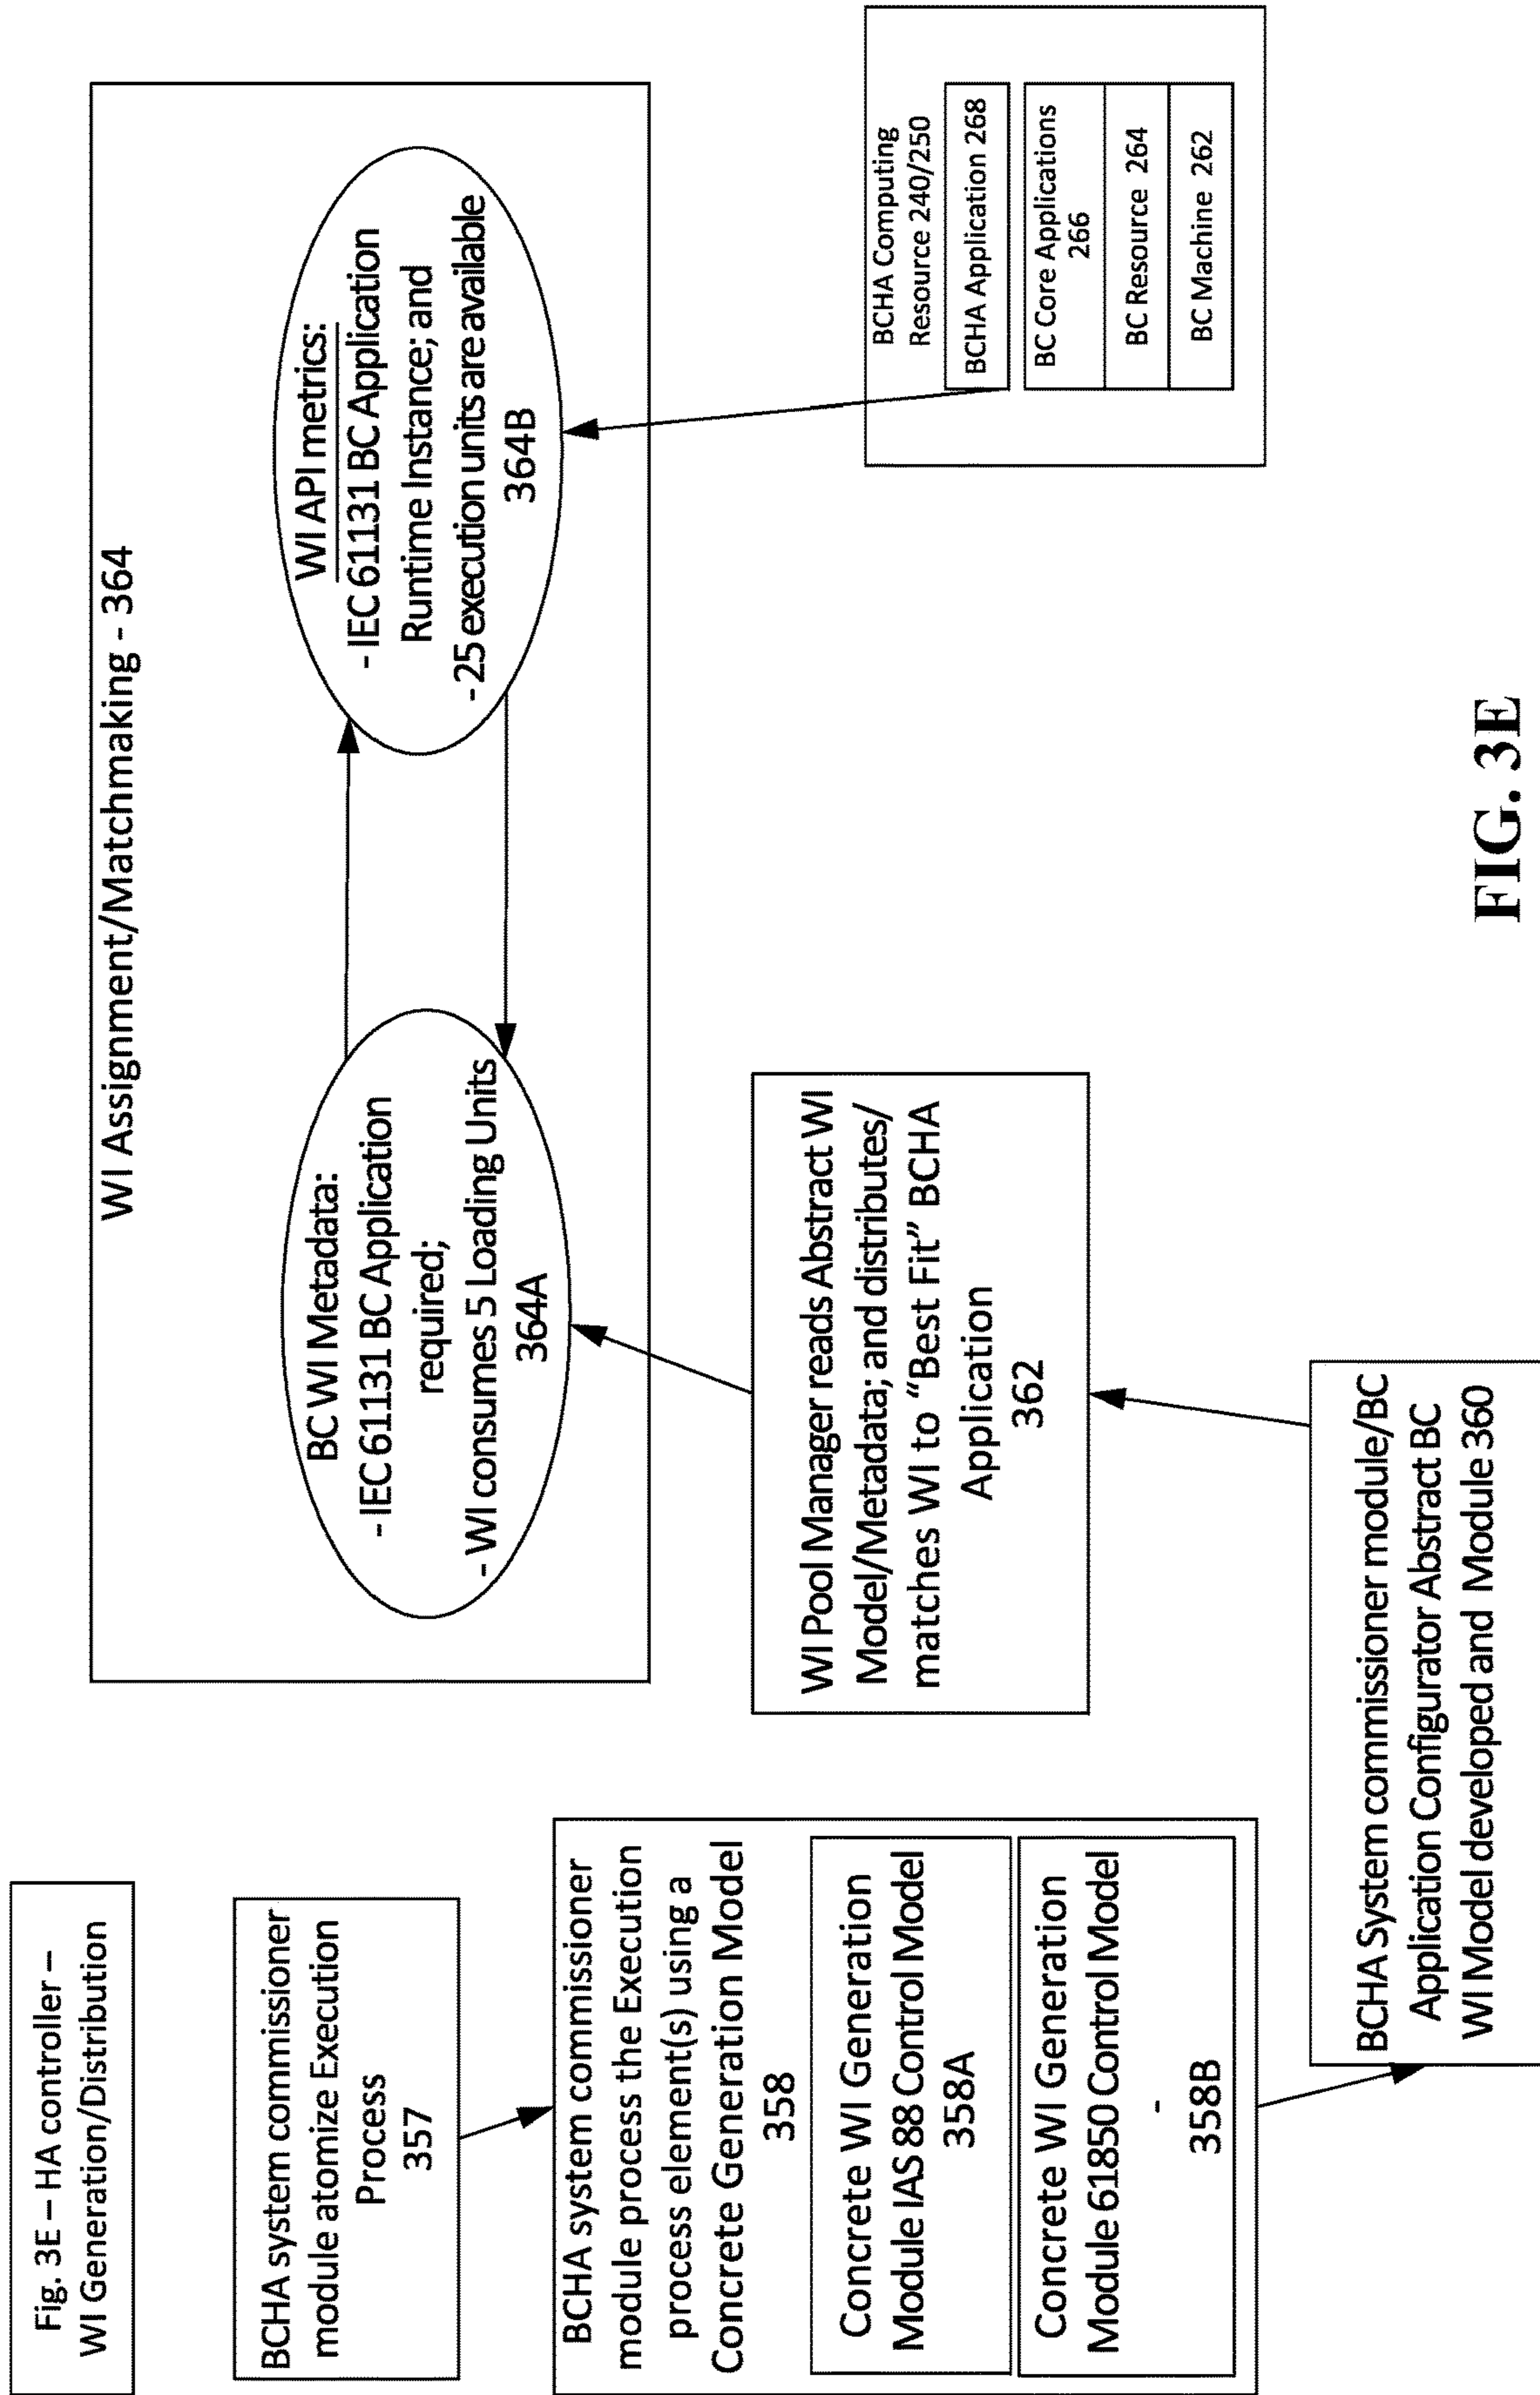 Fig. 3E – HA controller –
WI Generation/Distribution
BCHA system commissioner
module atomize Execution
Process
357
BCHA system commissioner
module process the Execution
process element(s) using a
Concrete Generation Model
358
Concrete WI Generation
Module IAS 88 Control Model
358A
Concrete WI Generation
Module 61850 Control Model
-
358B
BCHA System commissioner module/BC
Application Configurator Abstract BC
WI Model developed and Module 360
WI Pool Manager reads Abstract WI
Model/Metadata; and distributes/
matches WI to “Best Fit” BCHA
Application
362
WI Assignment/Matchmaking - 364
BC WI Metadata:
- IEC 61131 BC Application
required;
- WI consumes 5 Loading Units
364A
WI API metrics:
- IEC 61131 BC Application
Runtime Instance; and
- 25 execution units are available
364B
BCHA Computing
Resource 240/250
BCHA Application 268
BC Core Applications
266
BC Resource 264
BC Machine 262
FIG. 3E